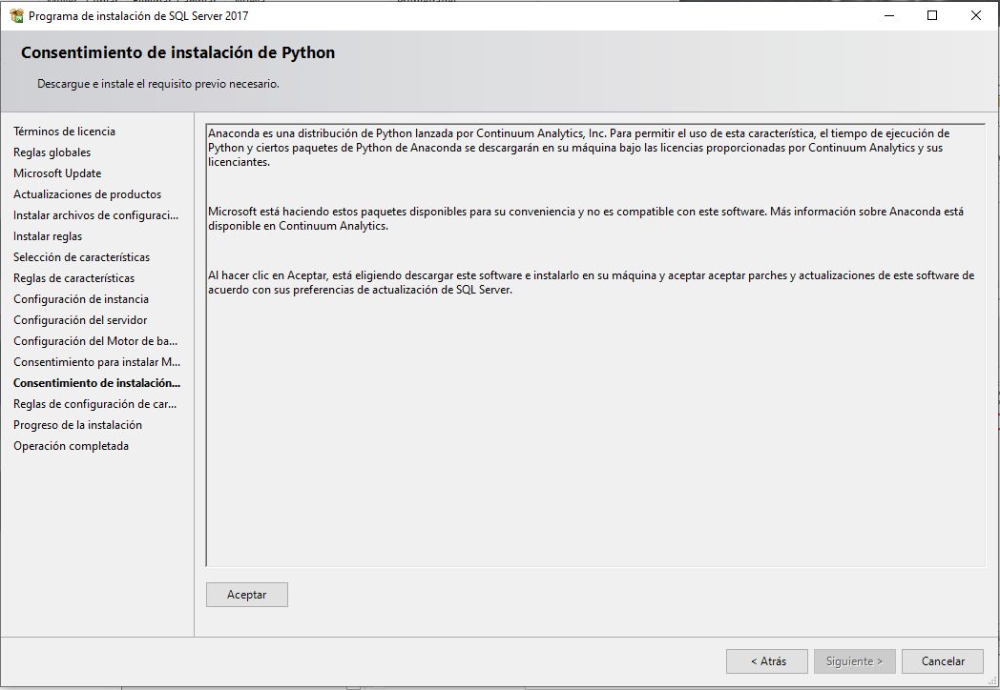 Programa de instalación de SQL Server 2017
Consentimiento de instalación de Python
Descargue e instale el requisito previo necesario.
Términos de licencia
Reglas globales
Microsoft Update
Actualizaciones de productos
Instalar archivos de configuraci...
Instalar reglas
Selección de características
Reglas de características
Configuración de instancia
Configuración del servidor
Configuración del Motor de ba...
Consentimiento para instalar M...
Consentimiento de instalación...
Reglas de configuración de car...
Progreso de la instalación
Operación completada
Anaconda es una distribución de Python lanzada por Continuum Analytics, Inc. Para permitir el uso de esta característica, el tiempo de ejecución de
Python y ciertos paquetes de Python de Anaconda se descargarán en su máquina bajo las licencias proporcionadas por Continuum Analytics y sus
licenciantes.
Microsoft está haciendo estos paquetes disponibles para su conveniencia y no es compatible con este software. Más información sobre Anaconda está
disponible en Continuum Analytics.
Al hacer clic en Aceptar, está eligiendo descargar este software e instalarlo en su máquina y aceptar aceptar parches y actualizaciones de este software de
acuerdo con sus preferencias de actualización de SQL Server.
Aceptar
< Atrás
Siguiente >
Cancelar